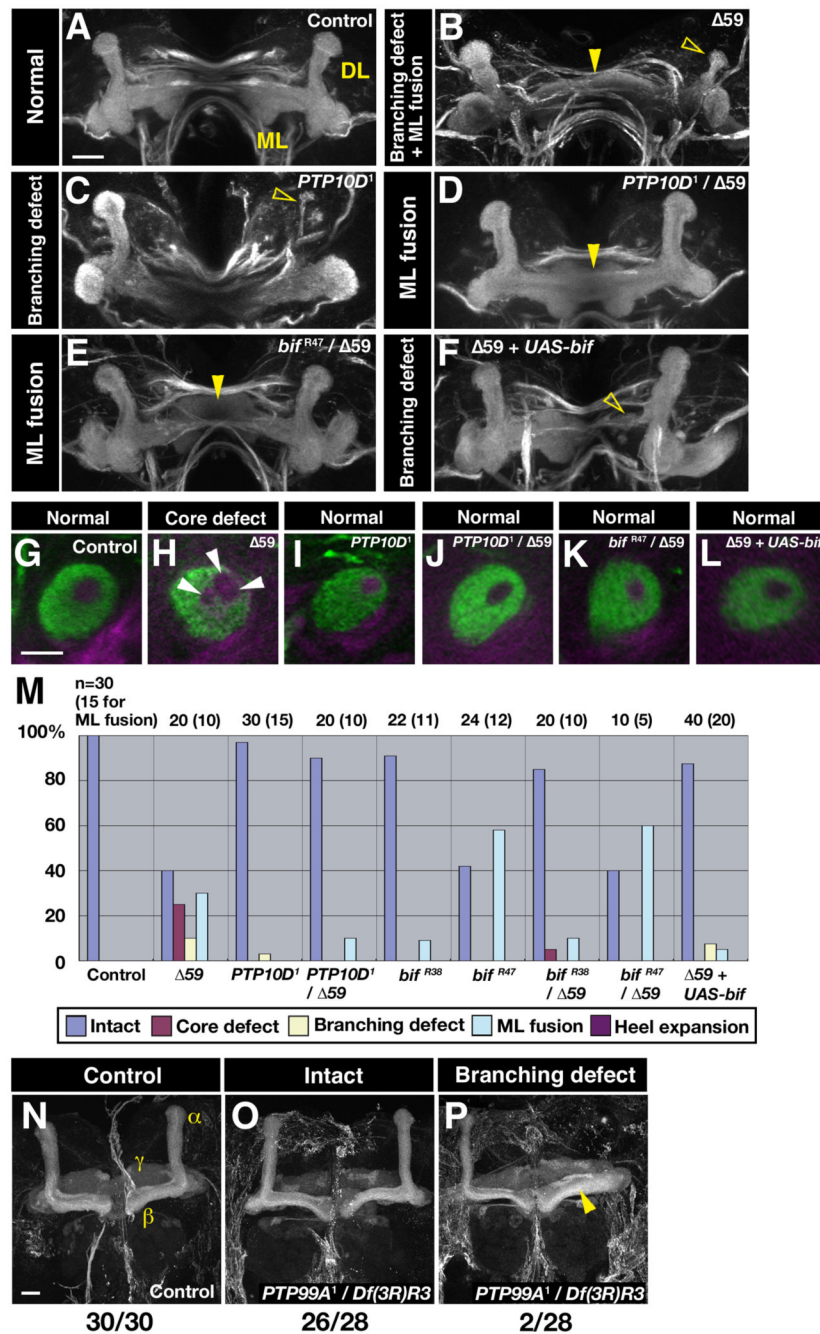 A
Control
Normal
DL
ML
B
Δ59
Branching defect
+ ML fusion
C
PTP10D¹
Branching defect
D
PTP10D¹ / Δ59
ML fusion
E
bif R47 / Δ59
ML fusion
F
Δ59 + UAS-bif
Branching defect
Normal
Core defect
Normal
Normal
Normal
Normal
G
Control
H
Δ59
I
PTP10D¹
J
PTP10D¹ / Δ59
K
bif R47 / Δ59
L
Δ59 + UAS-bif
M
n=30
(15 for
ML fusion) 20 (10) 30 (15) 20 (10) 22 (11) 24 (12) 20 (10) 10 (5) 40 (20)
100%
80
60
40
20
0
Control Δ59 PTP10D¹ PTP10D¹ bif R38 bif R47 bif R38 bif R47 Δ59 +
/ Δ59 / Δ59 / Δ59 UAS-bif
Intact Core defect Branching defect ML fusion Heel expansion
Control
Intact
Branching defect
N
α
γ
β
Control
O
PTP99A¹ / Df(3R)R3
P
PTP99A¹ / Df(3R)R3
30/30
26/28
2/28